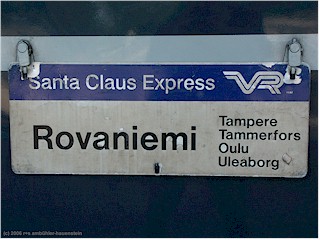 Santa Claus Express VR
Rovaniemi
Tampere
Tammerfors
Oulu
Uleaborg